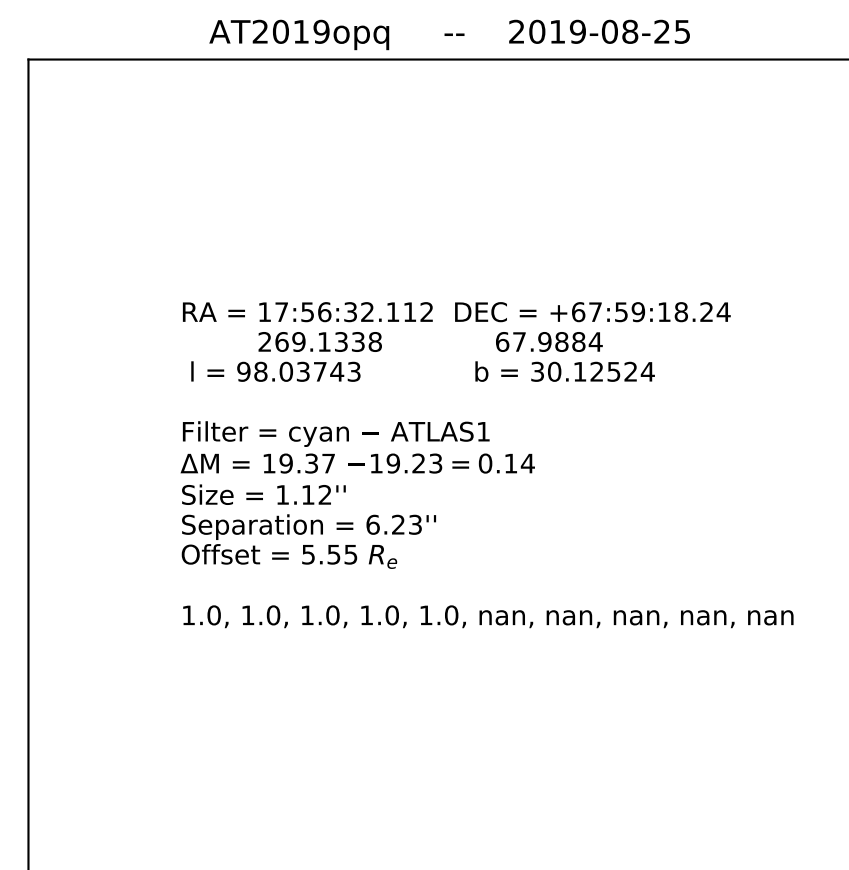 AT2019opq -- 2019-08-25
RA = 17:56:32.112 DEC = +67:59:18.24
269.1338 67.9884
l = 98.03743 b = 30.12524
Filter = cyan − ATLAS1
ΔM = 19.37 −19.23 = 0.14
Size = 1.12''
Separation = 6.23''
Offset = 5.55 Rₑ
1.0, 1.0, 1.0, 1.0, 1.0, nan, nan, nan, nan, nan